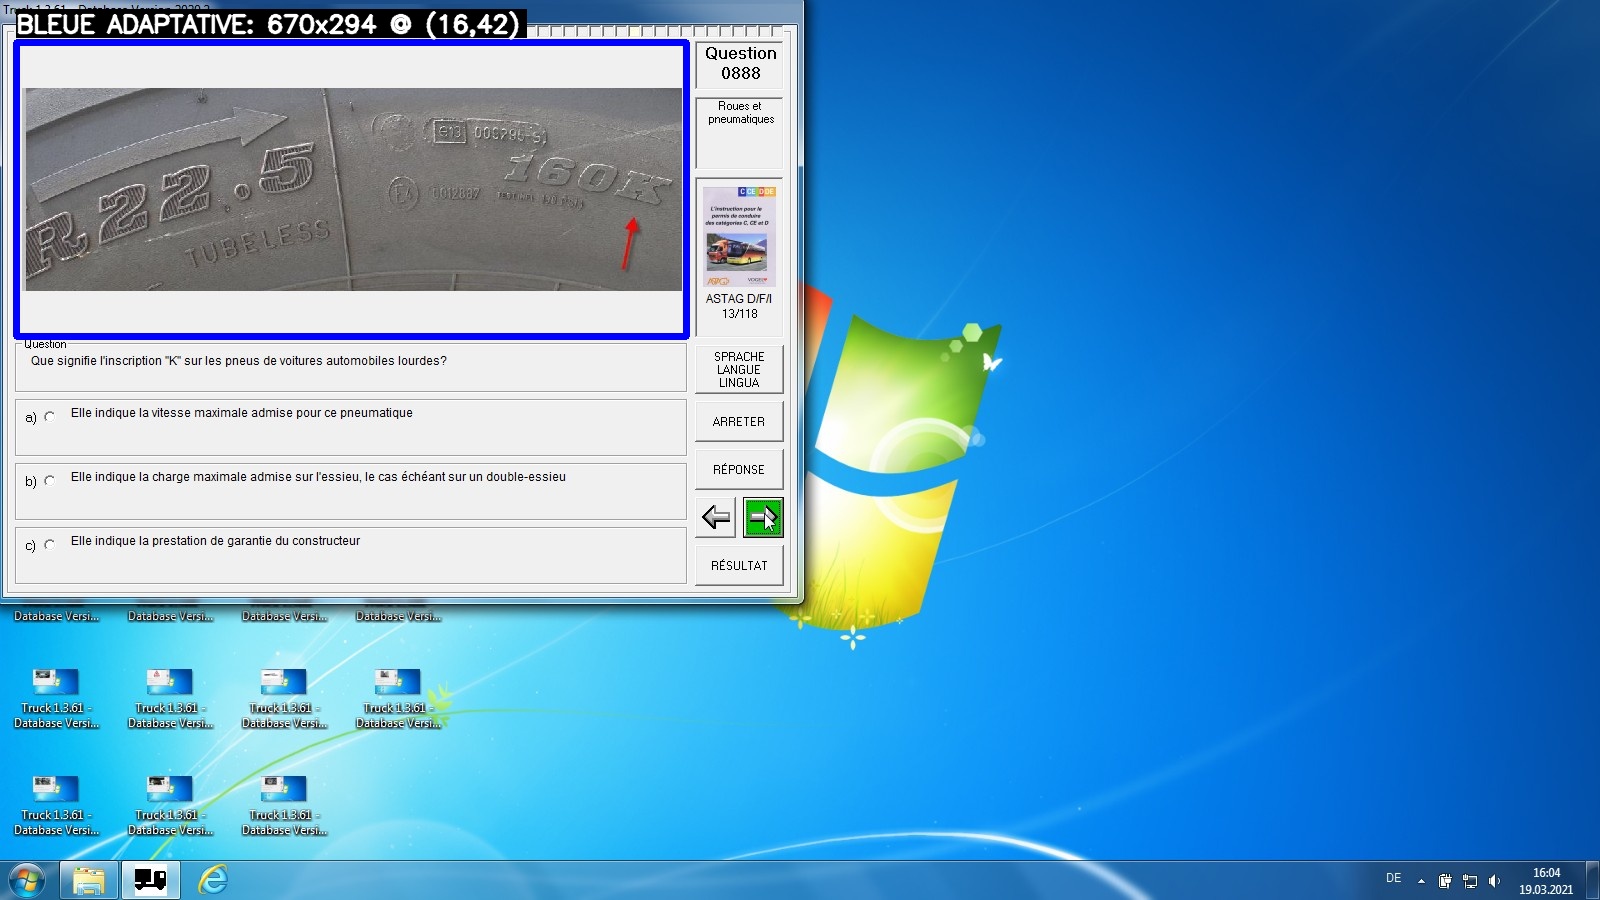 BLEUE ADAPTATIVE: 670x294 @ (16,42)
R22.5
TUBELESS
e13
E4
160K
Question
0888
Roues et
pneumatiques
CCEDDE
L'instruction pour le
permis de conduire
des catégories C, CE et D
ASTAG D/F/I
13/118
Question
Que signifie l'inscription "K" sur les pneus de voitures automobiles lourdes?
a) Elle indique la vitesse maximale admise pour ce pneumatique
b) Elle indique la charge maximale admise sur l'essieu, le cas échéant sur un double-essieu
c) Elle indique la prestation de garantie du constructeur
SPRACHE
LANGUE
LINGUA
ARRETER
RÉPONSE
RÉSULTAT
Database Versi... Database Versi... Database Versi... Database Versi...
Truck 1.3.61 - Truck 1.3.61 - Truck 1.3.61 - Truck 1.3.61 -
Database Versi... Database Versi... Database Versi... Database Versi...
Truck 1.3.61 - Truck 1.3.61 - Truck 1.3.61 -
Database Versi... Database Versi... Database Versi...
DE
16:04
19.03.2021